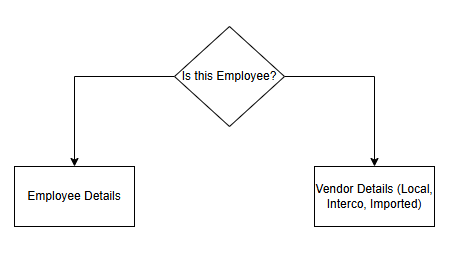 Is this Employee?
Employee Details
Vendor Details (Local,
Interco, Imported)